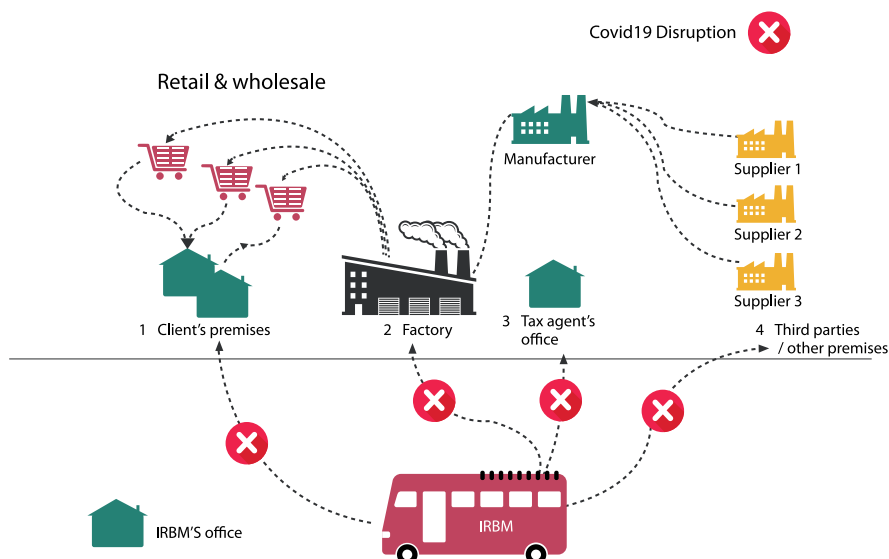 Covid19 Disruption
Retail & wholesale
Manufacturer
Supplier 1
Supplier 2
Supplier 3
1 Client's premises
2 Factory
3 Tax agent's
office
4 Third parties
/ other premises
IRBM
IRBM'S office